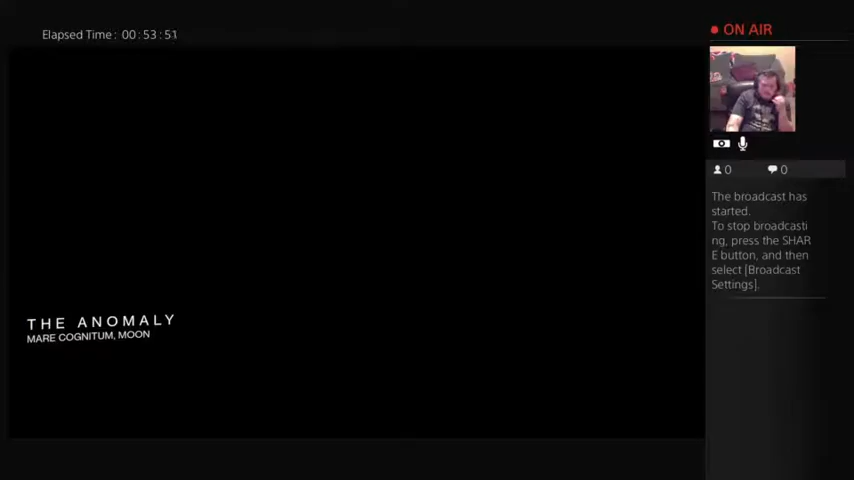 Elapsed Time: 00:53:51
ON AIR
0
0
The broadcast has
started.
To stop broadcasti
ng, press the SHAR
E button, and then
select [Broadcast
Settings].
THE ANOMALY
MARE COGNITUM, MOON